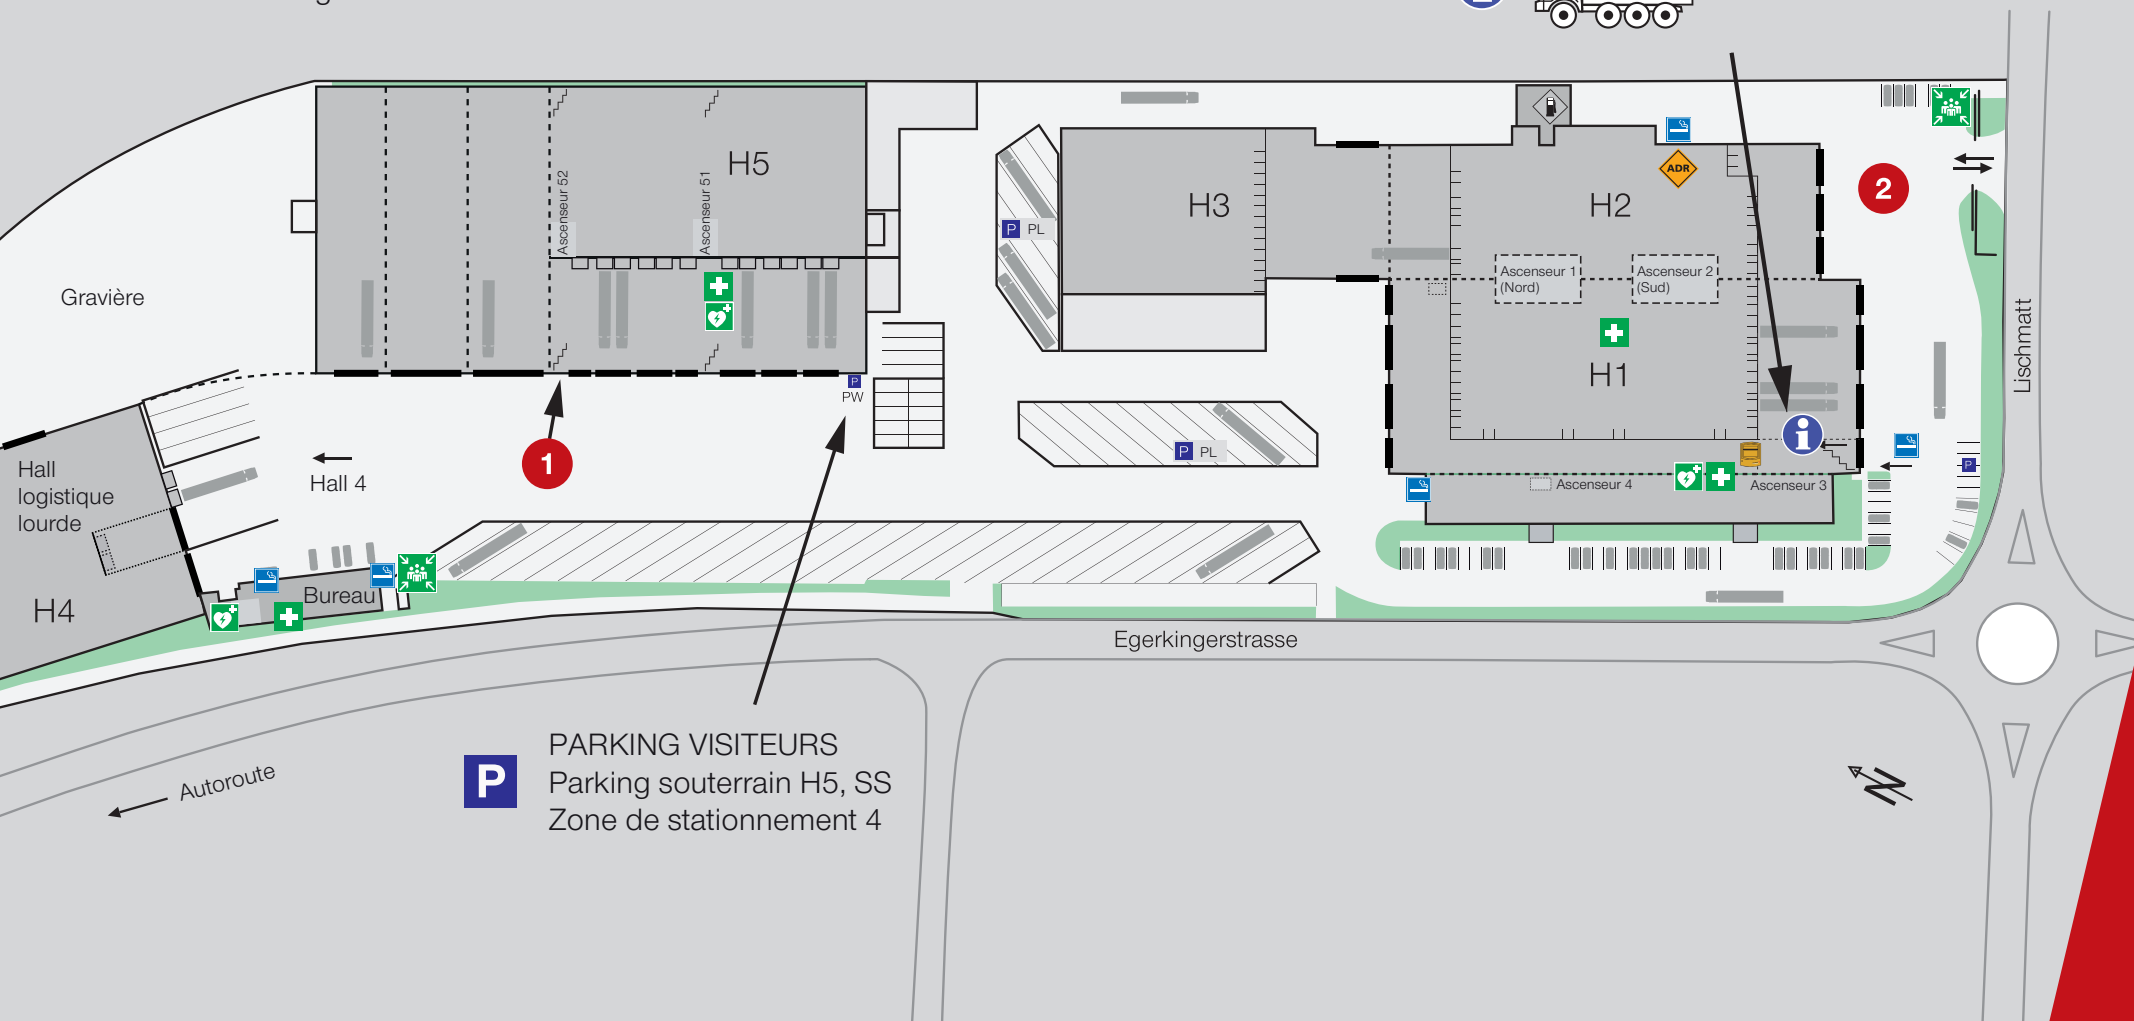 H5
Ascenseur 52
Ascenseur 51
H3
H2
ADR
2
P PL
Ascenseur 1
(Nord)
Ascenseur 2
(Sud)
Gravière
H1
Lischmatt
P
PW
1
Hall 4
P PL
i
P
Hall
logistique
lourde
Ascenseur 4
Ascenseur 3
H4
Bureau
Egerkingerstrasse
Autoroute
P
PARKING VISITEURS
Parking souterrain H5, SS
Zone de stationnement 4
N